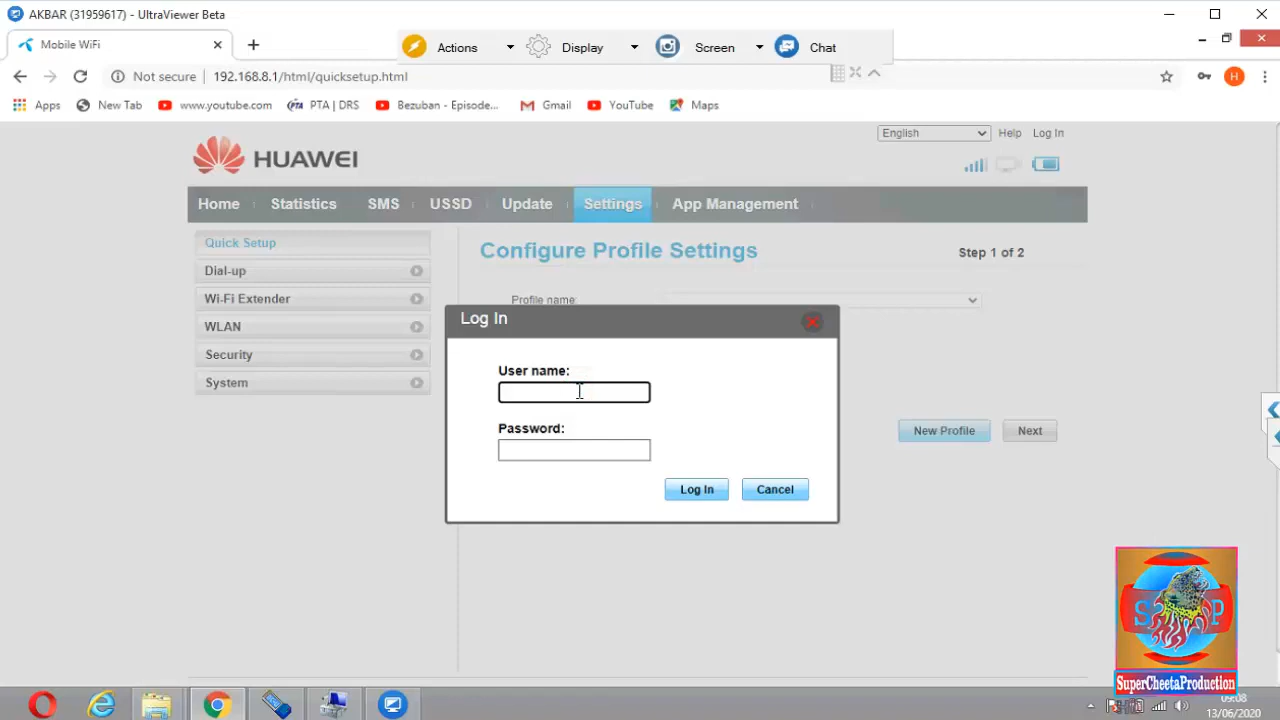 AKBAR (31959617) - UltraViewer Beta
Mobile WiFi
Actions
Display
Screen
Chat
Not secure
192.168.8.1/html/quicksetup.html
H
Apps
New Tab
www.youtube.com
PTA | DRS
Bezuban - Episode...
Gmail
YouTube
Maps
HUAWEI
English
Help
Log In
Home
Statistics
SMS
USSD
Update
Settings
App Management
Quick Setup
Dial-up
Wi-Fi Extender
WLAN
Security
System
Configure Profile Settings
Step 1 of 2
Profile name:
Log In
User name:
Password:
Log In
Cancel
New Profile
Next
S P
SuperCheetaProduction
09:08
13/06/2020